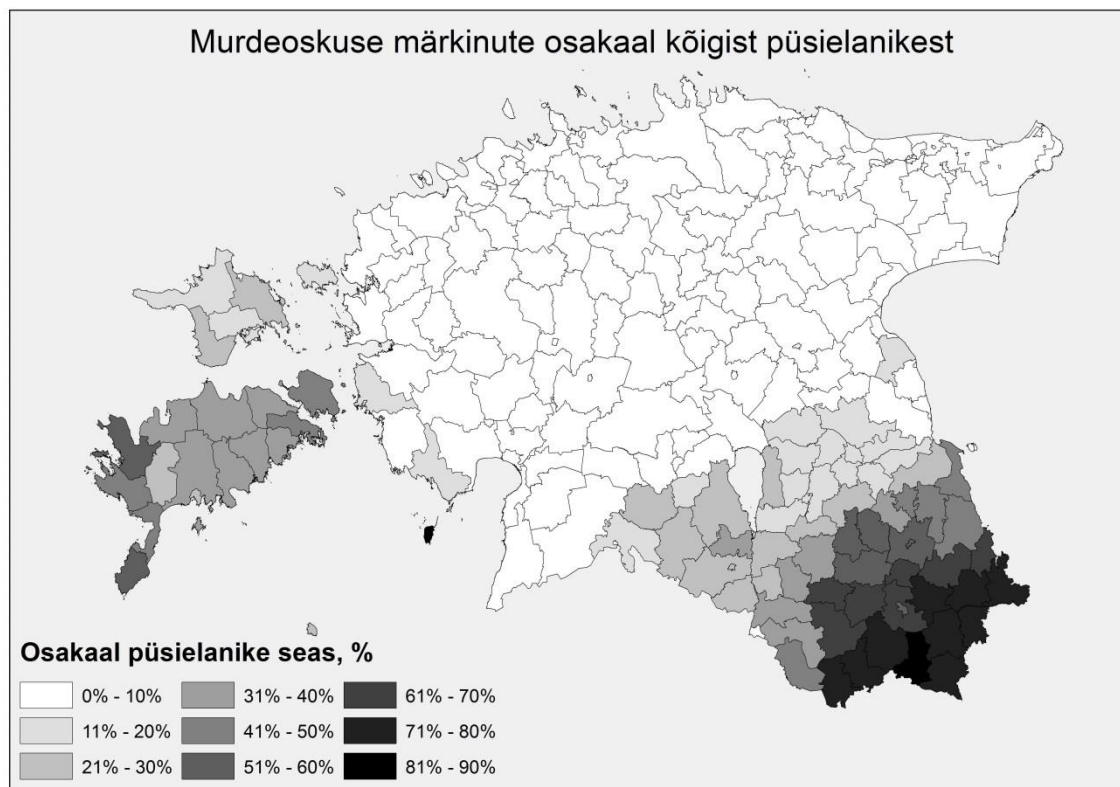 Murdeoskuse märkinute osakaal kõigist püsielanikest
Osakaal püsielanike seas, %
0% - 10%
11% - 20%
21% - 30%
31% - 40%
41% - 50%
51% - 60%
61% - 70%
71% - 80%
81% - 90%